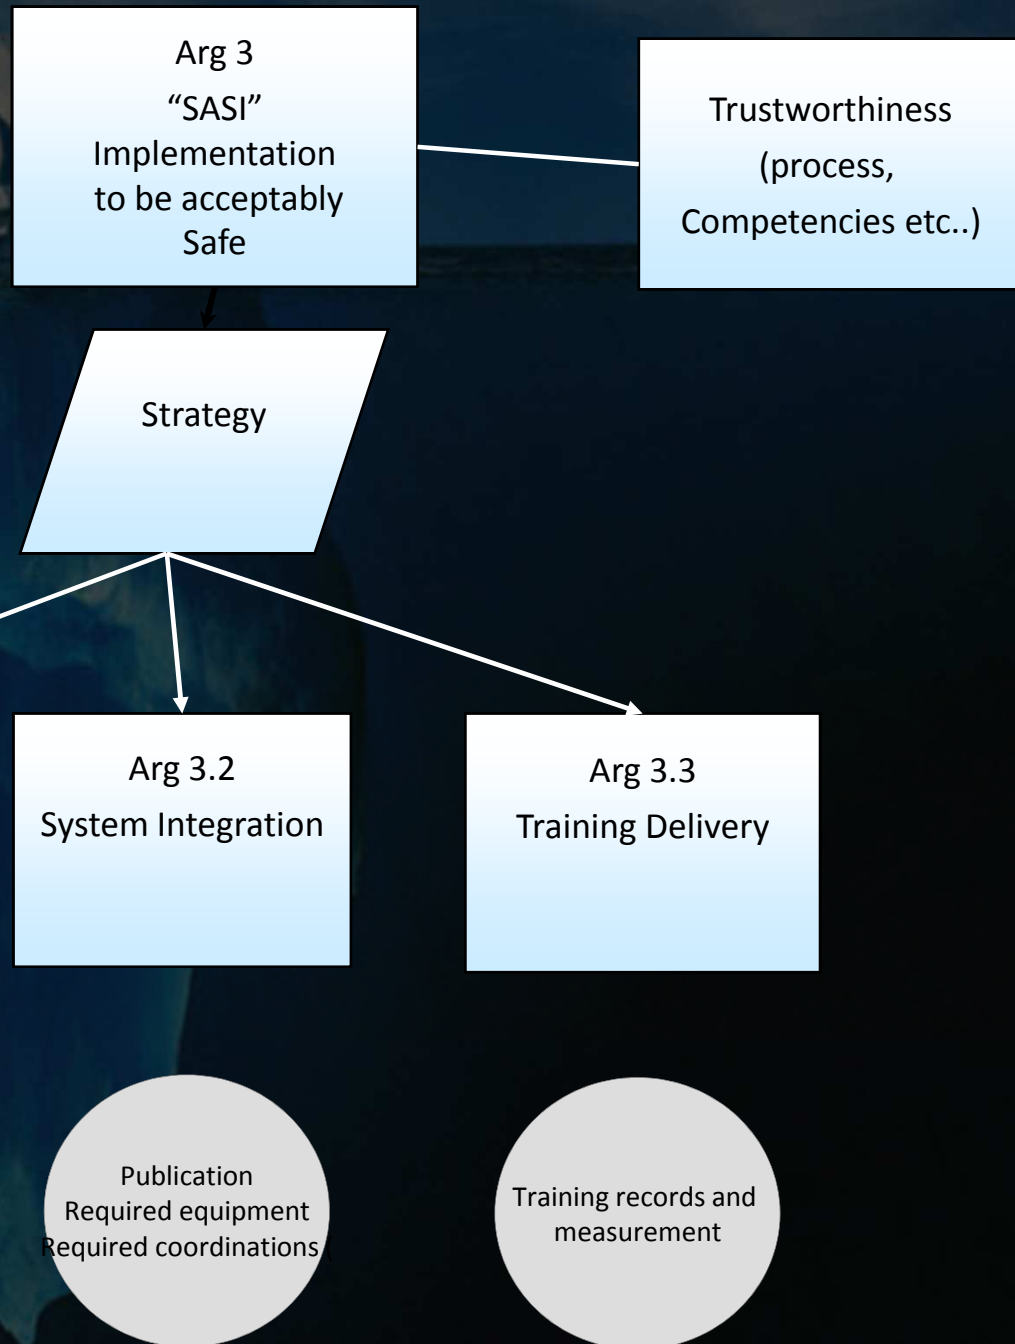 Arg 3
“SASI”
Implementation
to be acceptably
Safe
Trustworthiness
(process,
Competencies etc..)
Strategy
Arg 3.2
System Integration
Arg 3.3
Training Delivery
Publication
Required equipment
Required coordinations (
Training records and
measurement